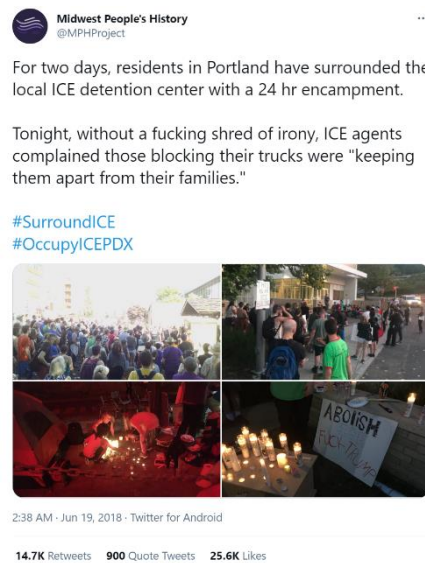 Midwest People's History
@MPHProject
For two days, residents in Portland have surrounded the
local ICE detention center with a 24 hr encampment.
Tonight, without a fucking shred of irony, ICE agents
complained those blocking their trucks were "keeping
them apart from their families."
#SurroundICE
#OccupyICEPDX
ABOLISH
FUCK TRUMP
2:38 AM · Jun 19, 2018 · Twitter for Android
14.7K Retweets 900 Quote Tweets 25.6K Likes